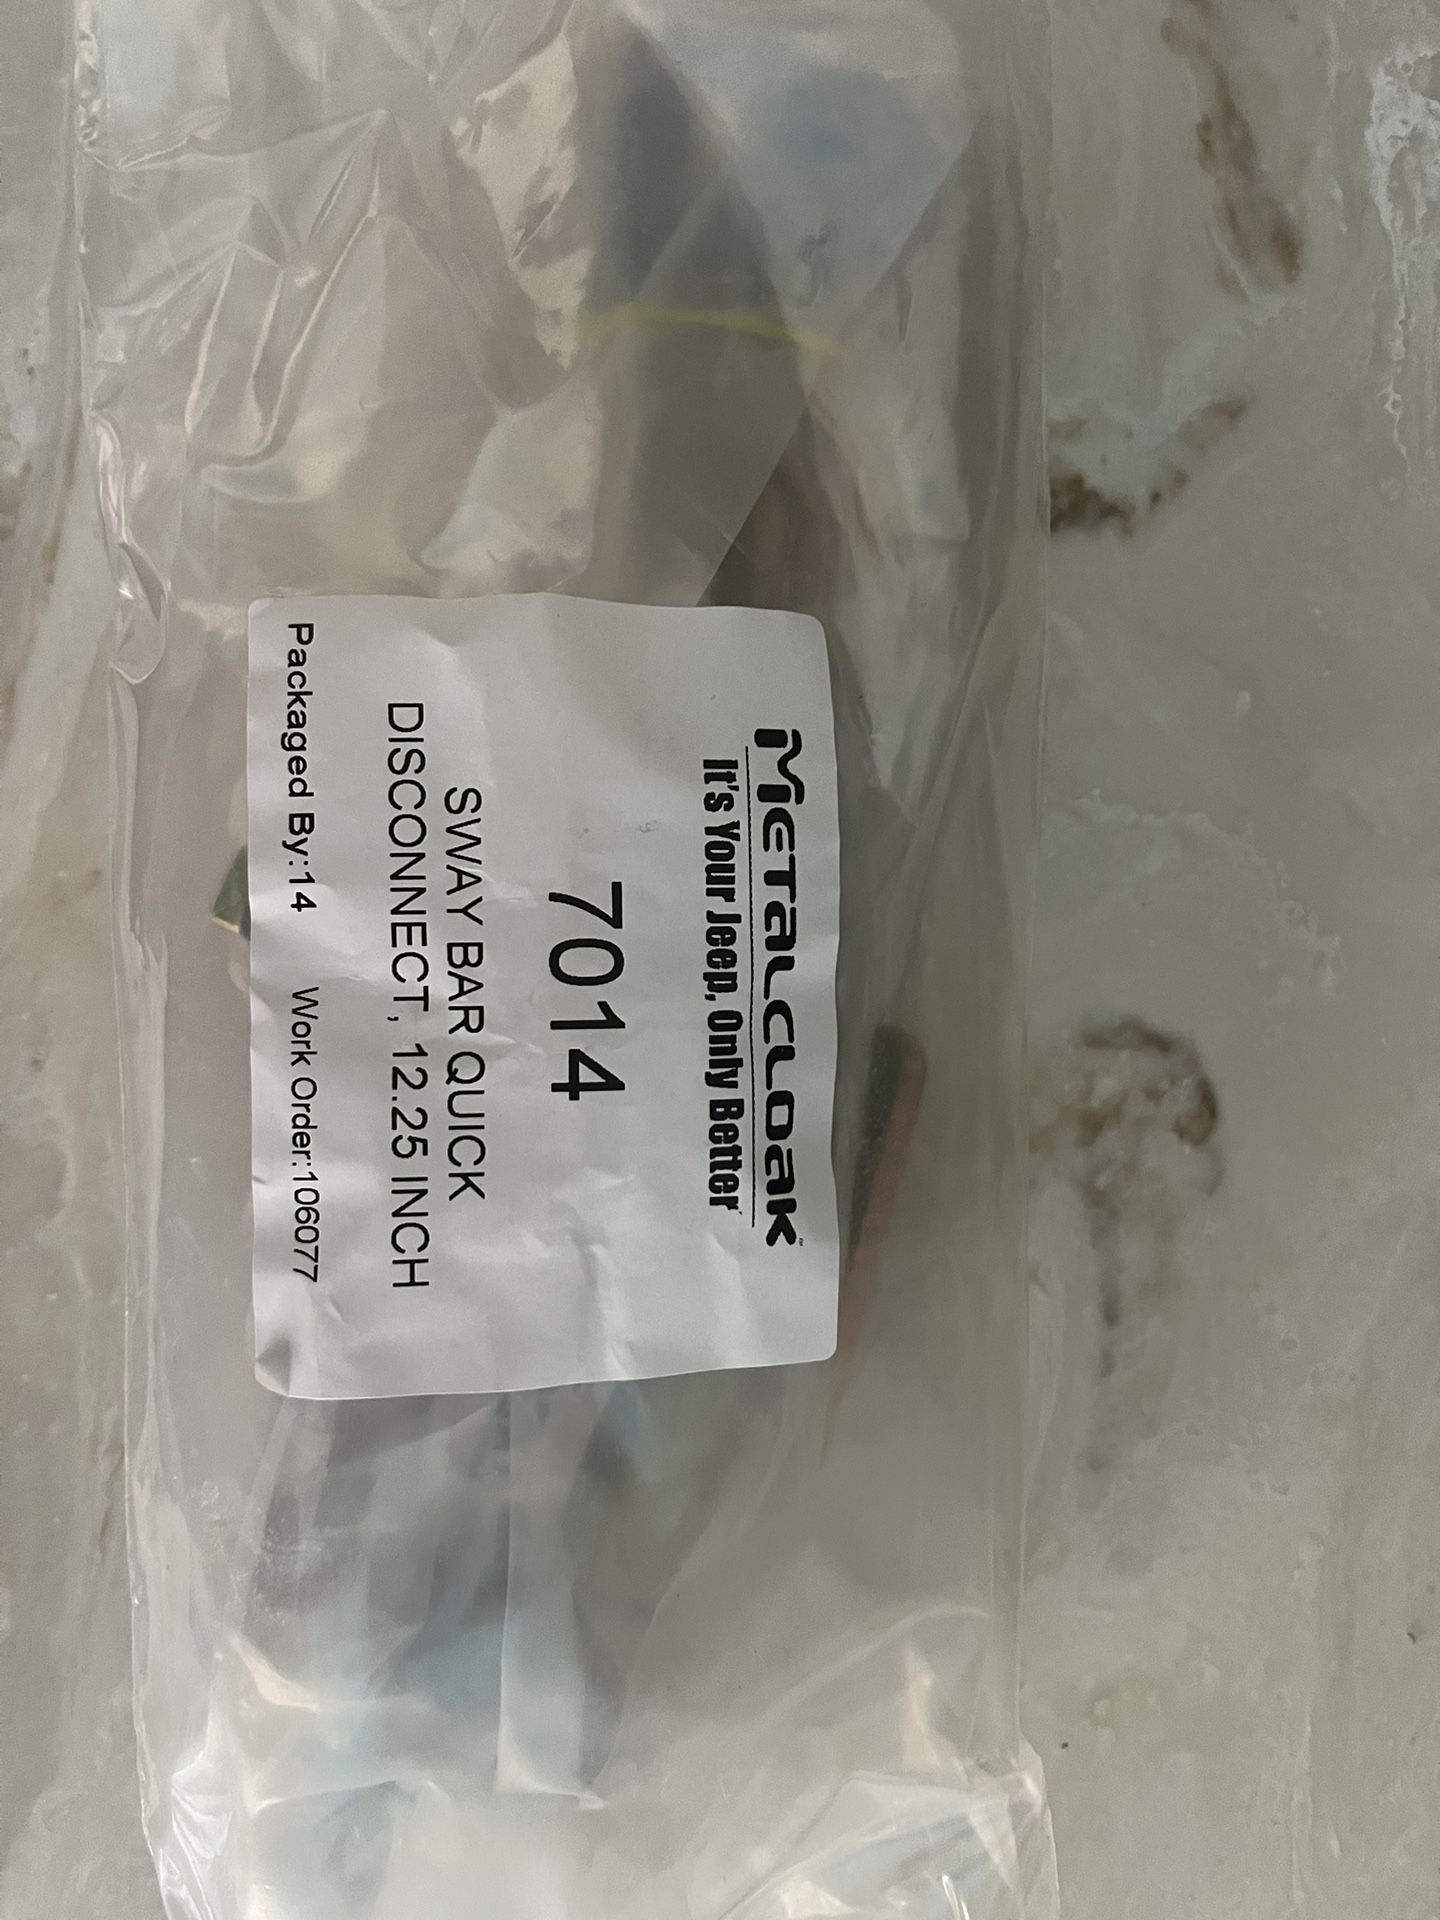 METALCLOAK™
It's Your Jeep, Only Better
7014
SWAY BAR QUICK
DISCONNECT, 12.25 INCH
Packaged By:14 Work Order:106077